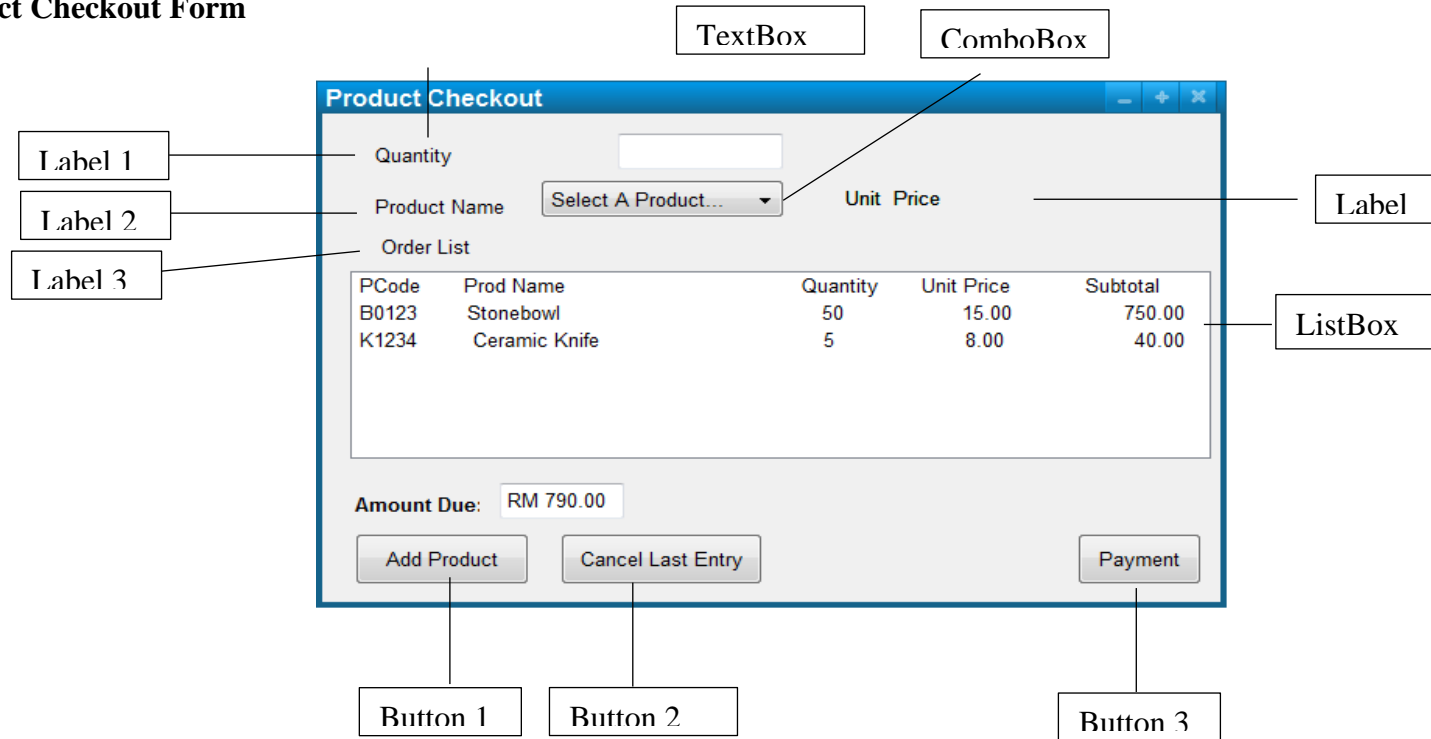 ct Checkout Form
TextBox
ComboBox
Product Checkout
Label 1
Quantity
Label 2
Product Name
Select A Product...
Unit Price
Label
Label 3
Order List
PCode Prod Name Quantity Unit Price Subtotal
B0123 Stonebowl 50 15.00 750.00
K1234 Ceramic Knife 5 8.00 40.00
ListBox
Amount Due: RM 790.00
Add Product Cancel Last Entry Payment
Button 1 Button 2 Button 3